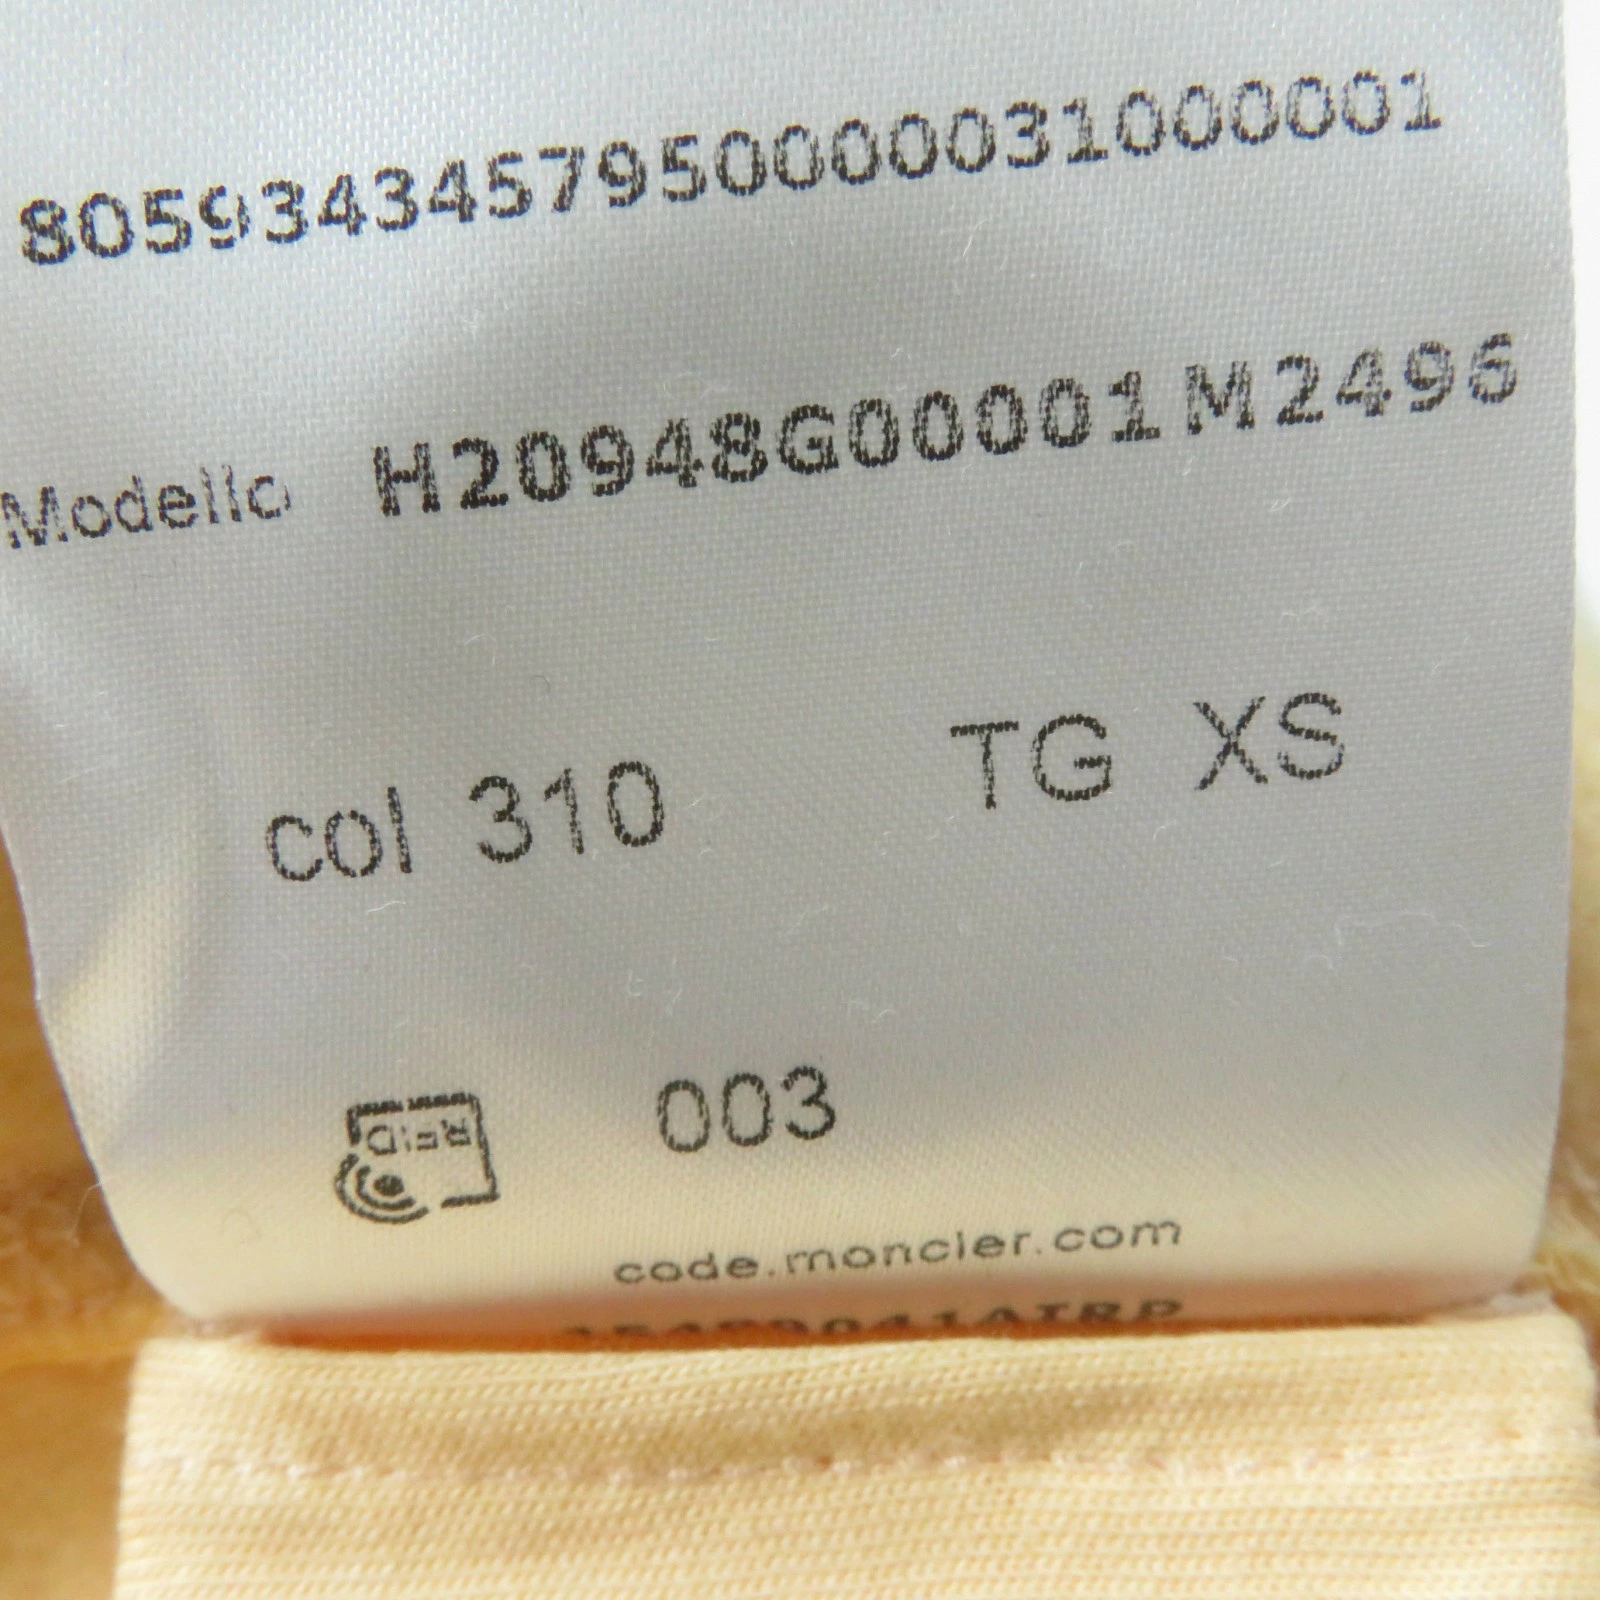 8059343457950000031000001
Modello H20948G00001M2496
col 310 TG XS
RFID 003
code.moncler.com